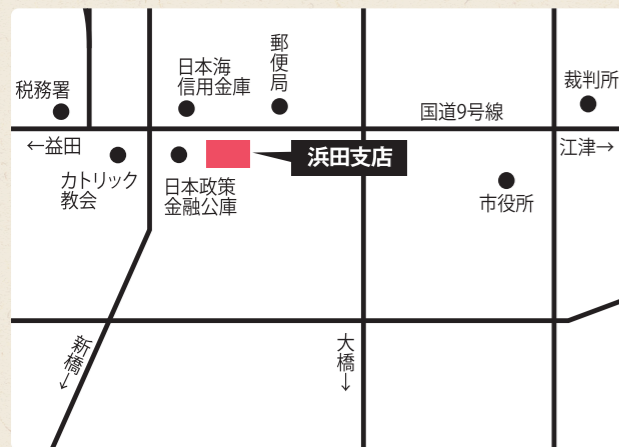 郵便局
日本海
信用金庫
税務署
裁判所
国道9号線
←益田
浜田支店
江津→
カトリック
教会
日本政策
金融公庫
市役所
新橋↓
大橋↓